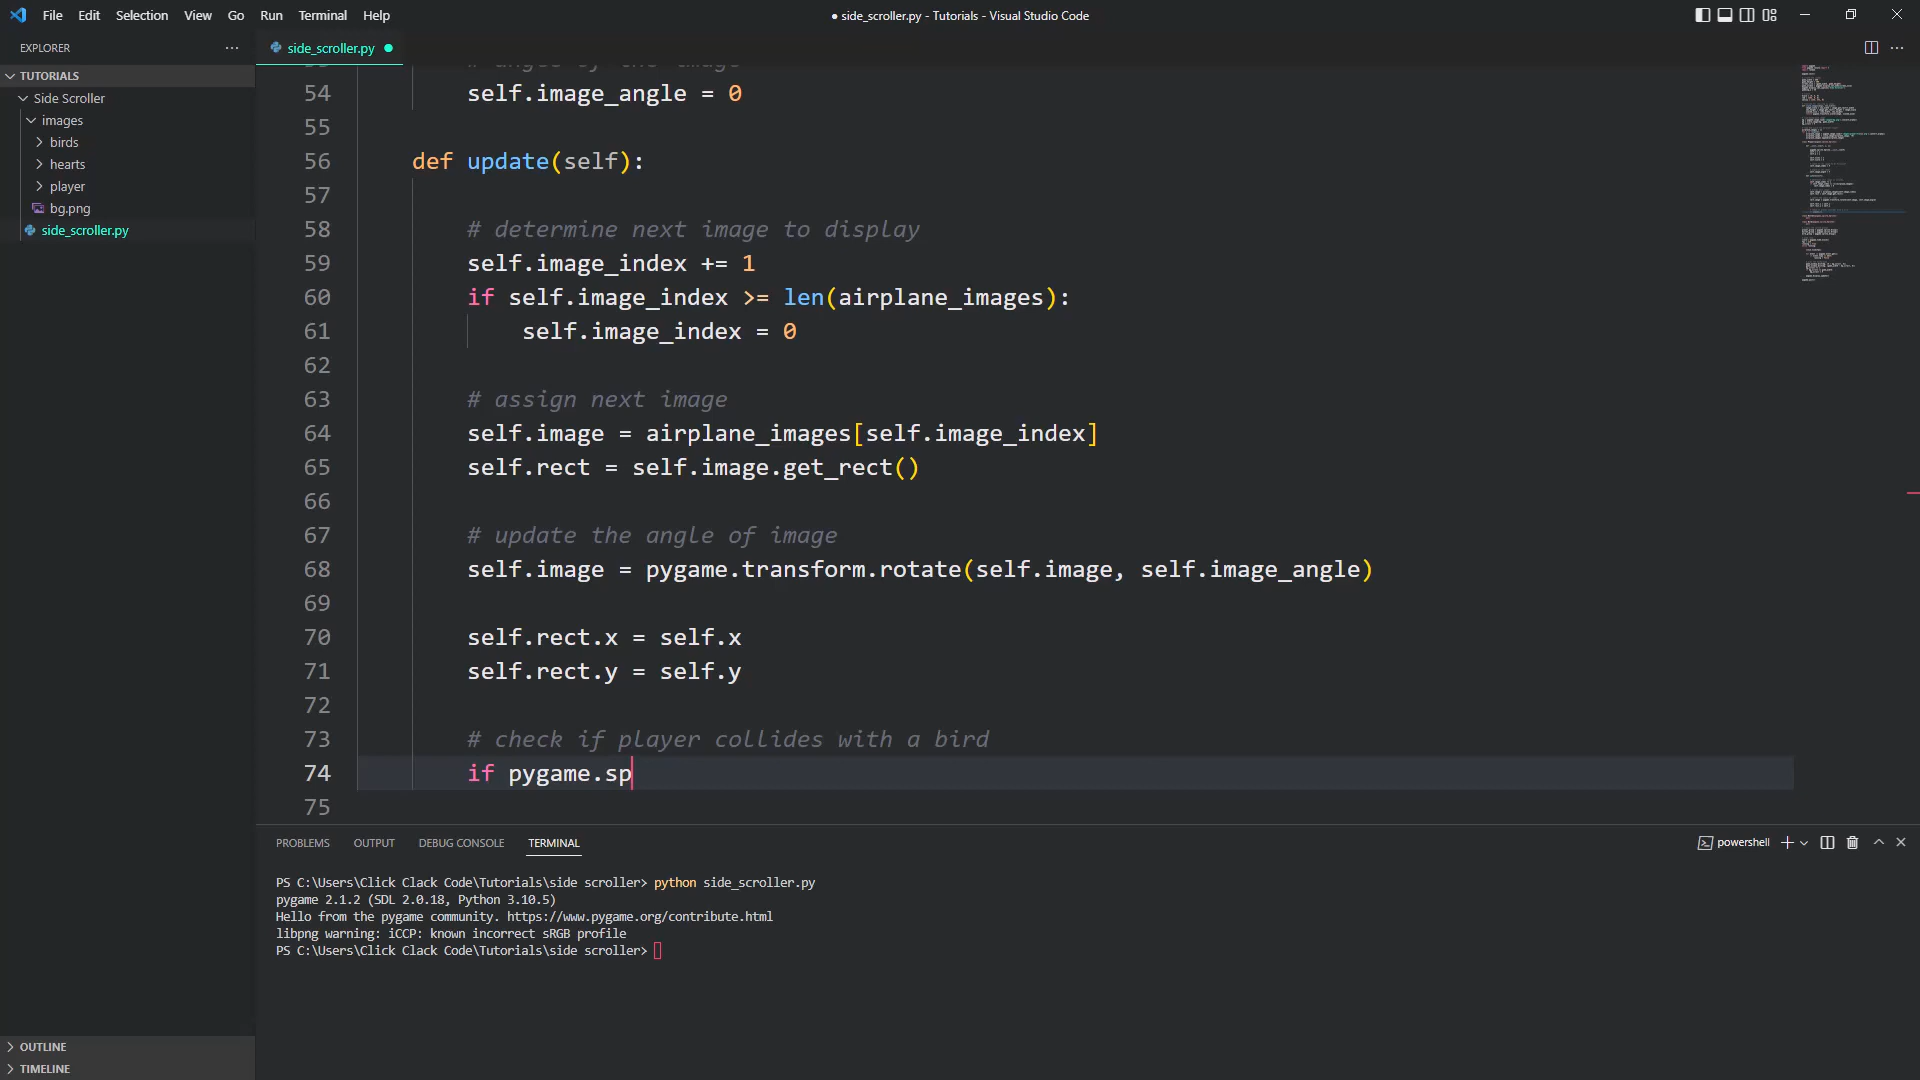 File Edit Selection View Go Run Terminal Help
● side_scroller.py - Tutorials - Visual Studio Code
EXPLORER
TUTORIALS
Side Scroller
images
birds
hearts
player
bg.png
side_scroller.py
OUTLINE
TIMELINE
side_scroller.py
# angle of the image
54 self.image_angle = 0
55
56 def update(self):
57
58 # determine next image to display
59 self.image_index += 1
60 if self.image_index >= len(airplane_images):
61 self.image_index = 0
62
63 # assign next image
64 self.image = airplane_images[self.image_index]
65 self.rect = self.image.get_rect()
66
67 # update the angle of image
68 self.image = pygame.transform.rotate(self.image, self.image_angle)
69
70 self.rect.x = self.x
71 self.rect.y = self.y
72
73 # check if player collides with a bird
74 if pygame.sp
75
PROBLEMS OUTPUT DEBUG CONSOLE TERMINAL
powershell
PS C:\Users\Click Clack Code\Tutorials\side scroller> python side_scroller.py
pygame 2.1.2 (SDL 2.0.18, Python 3.10.5)
Hello from the pygame community. https://www.pygame.org/contribute.html
libpng warning: iCCP: known incorrect sRGB profile
PS C:\Users\Click Clack Code\Tutorials\side scroller>